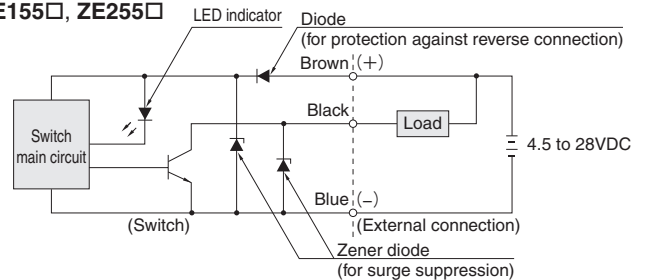 E155□, ZE255□
LED indicator
Diode
(for protection against reverse connection)
Brown (+)
Black
Load
Switch
main circuit
4.5 to 28VDC
Blue (−)
(Switch)
(External connection)
Zener diode
(for surge suppression)